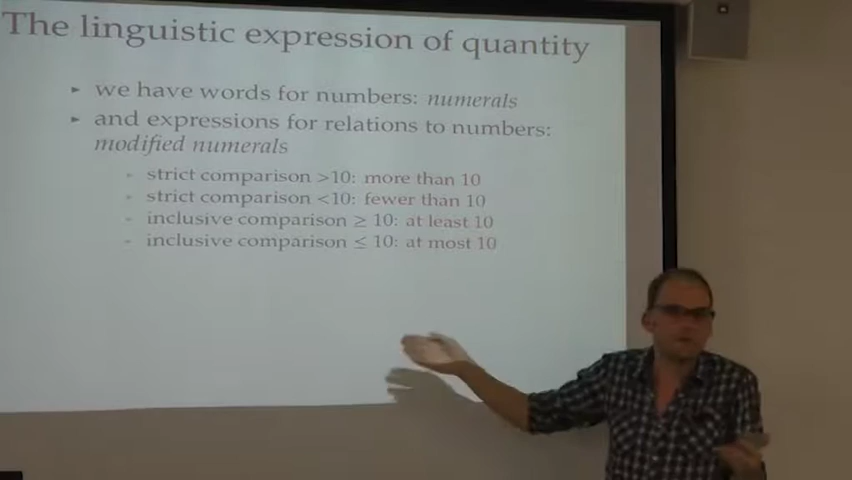 The linguistic expression of quantity
► we have words for numbers: numerals
► and expressions for relations to numbers:
modified numerals
- strict comparison >10: more than 10
- strict comparison <10: fewer than 10
- inclusive comparison ≥ 10: at least 10
- inclusive comparison ≤ 10: at most 10